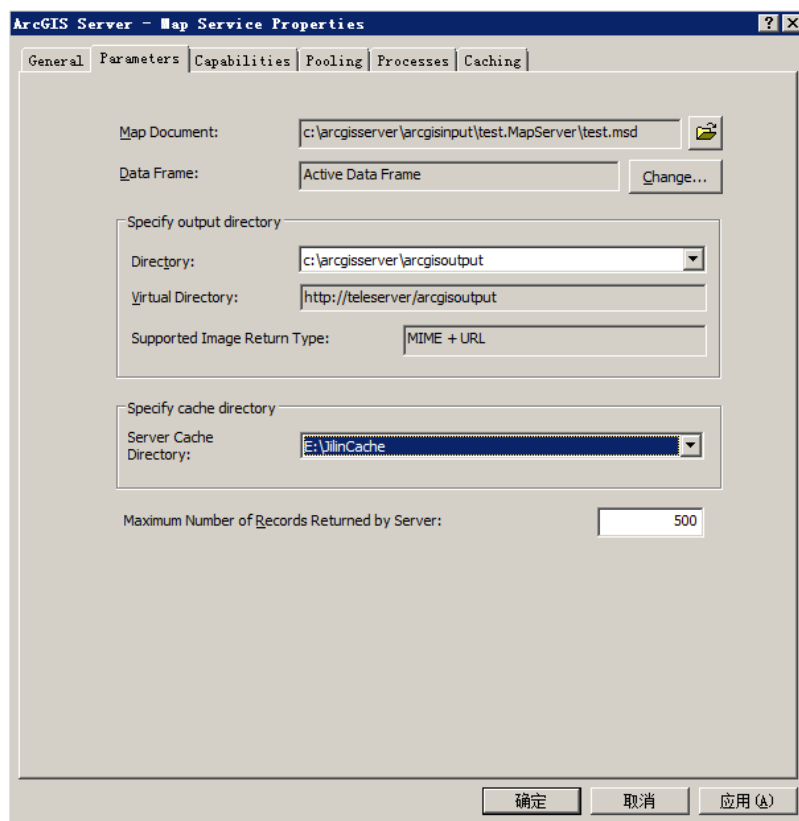 ArcGIS Server - Map Service Properties
General Parameters Capabilities Pooling Processes Caching
Map Document: c:\arcgisserver\arcgisinput\test.MapServer\test.msd
Data Frame: Active Data Frame Change...
Specify output directory
Directory: c:\arcgisserver\arcgisoutput
Virtual Directory: http://teleserver/arcgisoutput
Supported Image Return Type: MIME + URL
Specify cache directory
Server Cache Directory: E:\JilinCache
Maximum Number of Records Returned by Server: 500
确定 取消 应用(A)